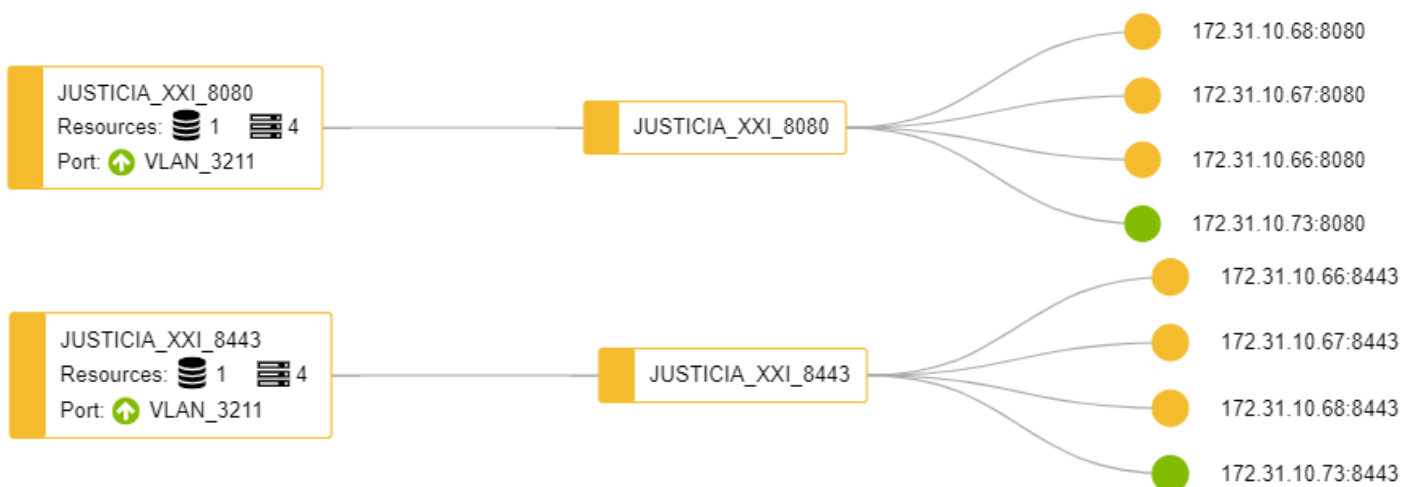 JUSTICIA_XXI_8080
Resources: 1 4
Port: VLAN_3211
JUSTICIA_XXI_8080
172.31.10.68:8080
172.31.10.67:8080
172.31.10.66:8080
172.31.10.73:8080
JUSTICIA_XXI_8443
Resources: 1 4
Port: VLAN_3211
JUSTICIA_XXI_8443
172.31.10.66:8443
172.31.10.67:8443
172.31.10.68:8443
172.31.10.73:8443